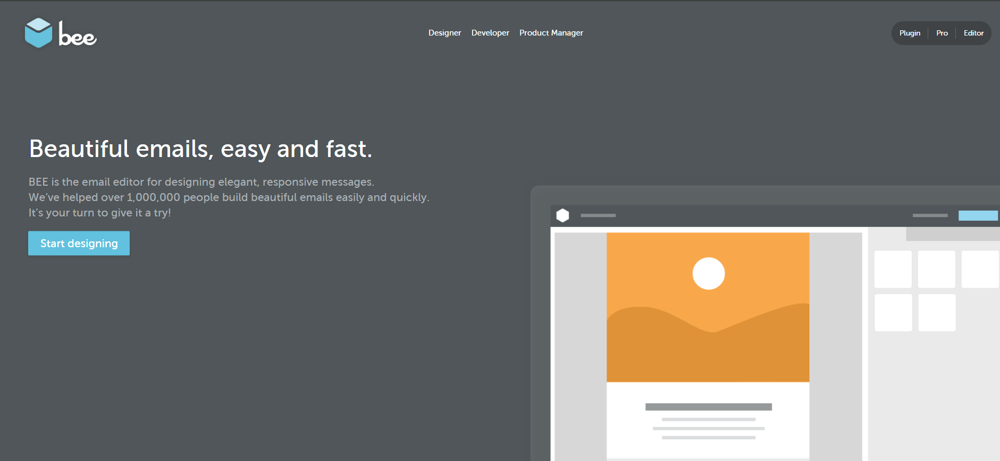 bee
Designer Developer Product Manager
Plugin Pro Editor
Beautiful emails, easy and fast.
BEE is the email editor for designing elegant, responsive messages.
We’ve helped over 1,000,000 people build beautiful emails easily and quickly.
It’s your turn to give it a try!
Start designing